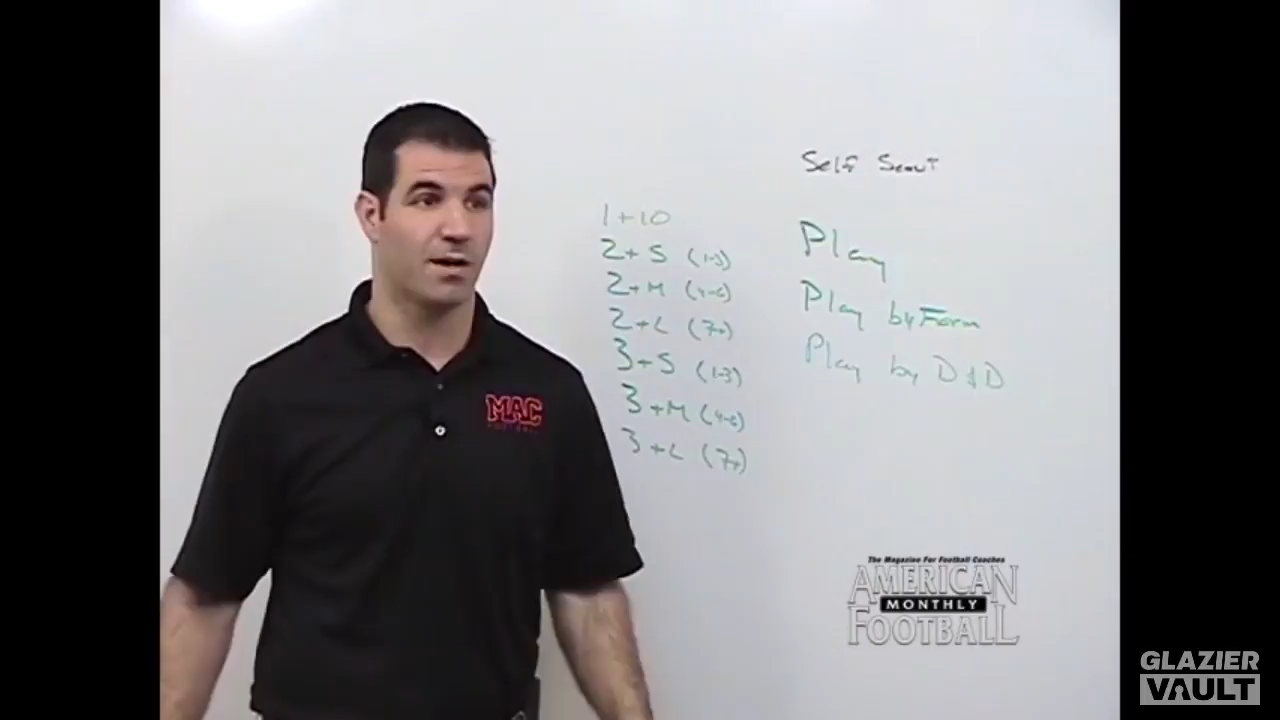 Self Scout
1+10
2+S (1-3)
2+M (4-6)
2+L (7+)
3+S (1-3)
3+M (4-6)
3+L (7+)
Play
Play by Form
Play by D&D
MAC
FOOTBALL
The Magazine For Football Coaches
AMERICAN
MONTHLY
FOOTBALL
GLAZIER
VAULT